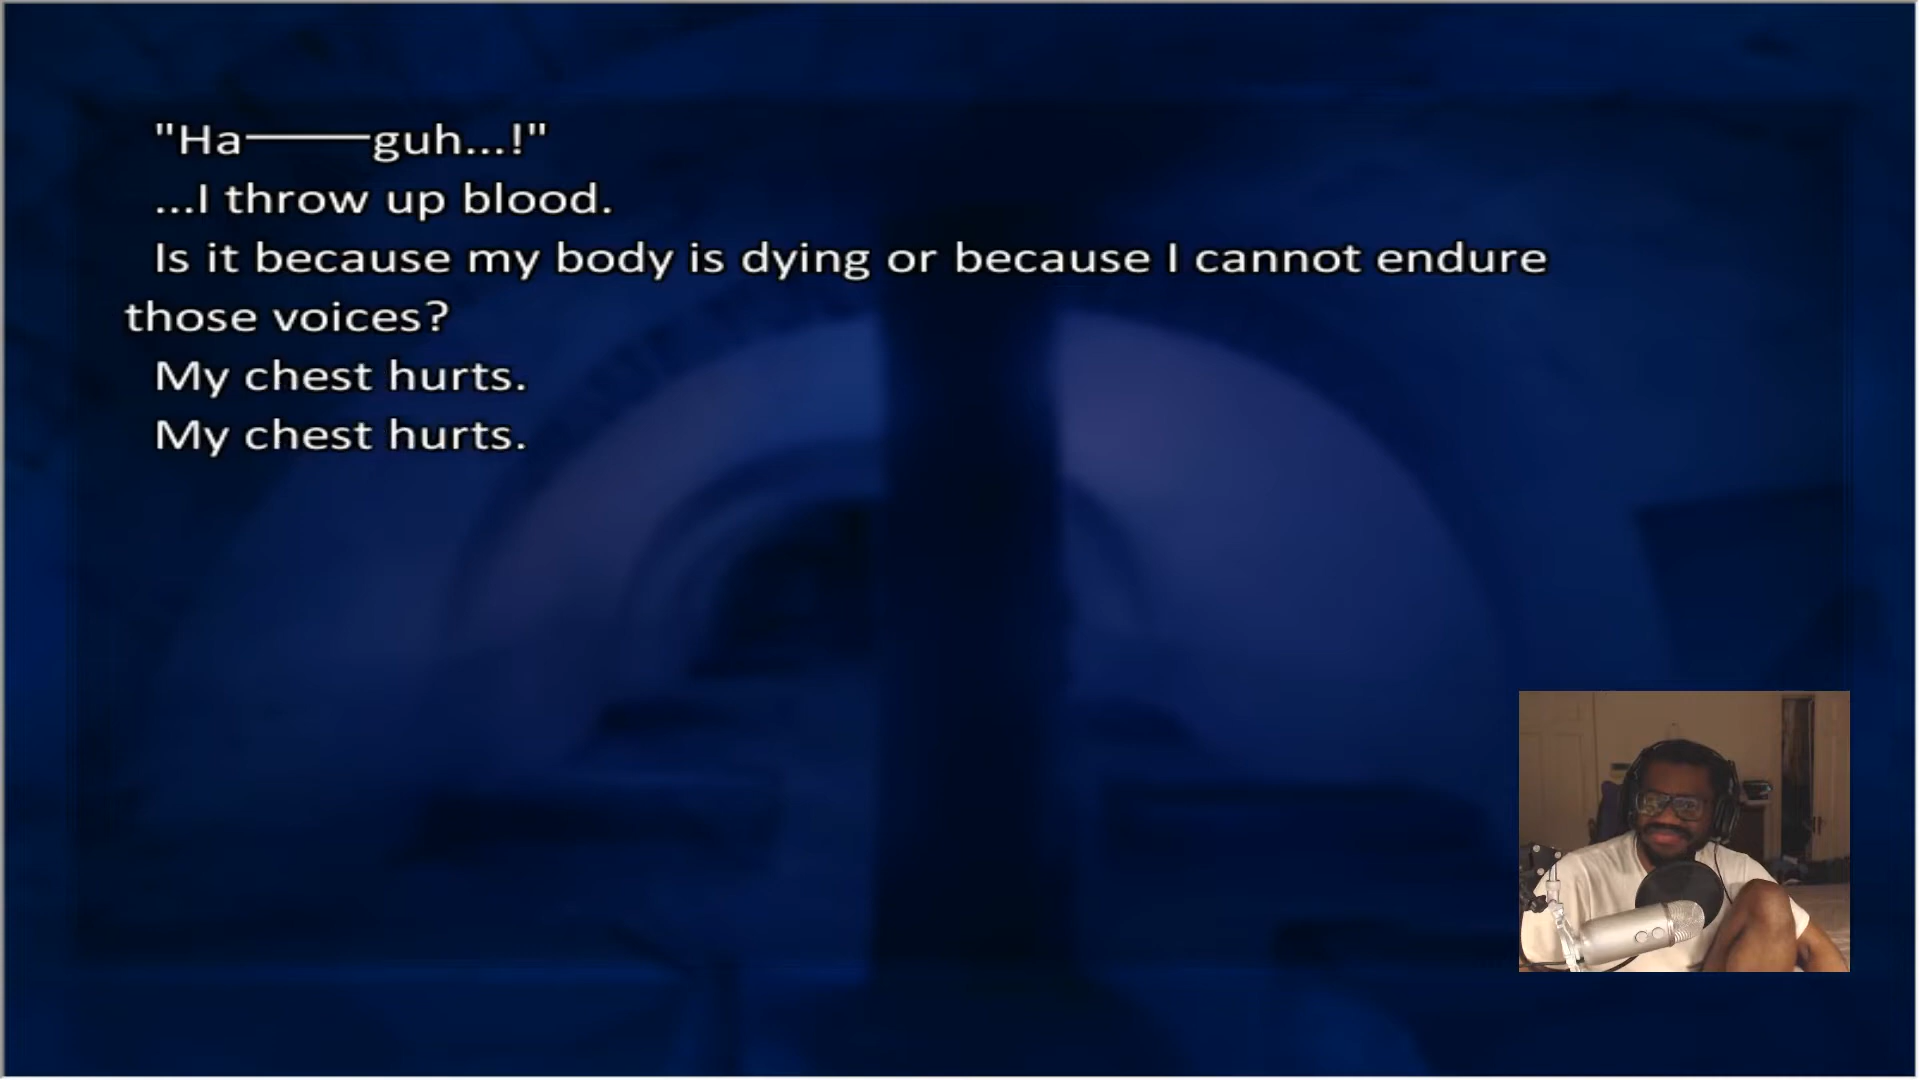 "Ha────guh...!"
...I throw up blood.
Is it because my body is dying or because I cannot endure
those voices?
My chest hurts.
My chest hurts.